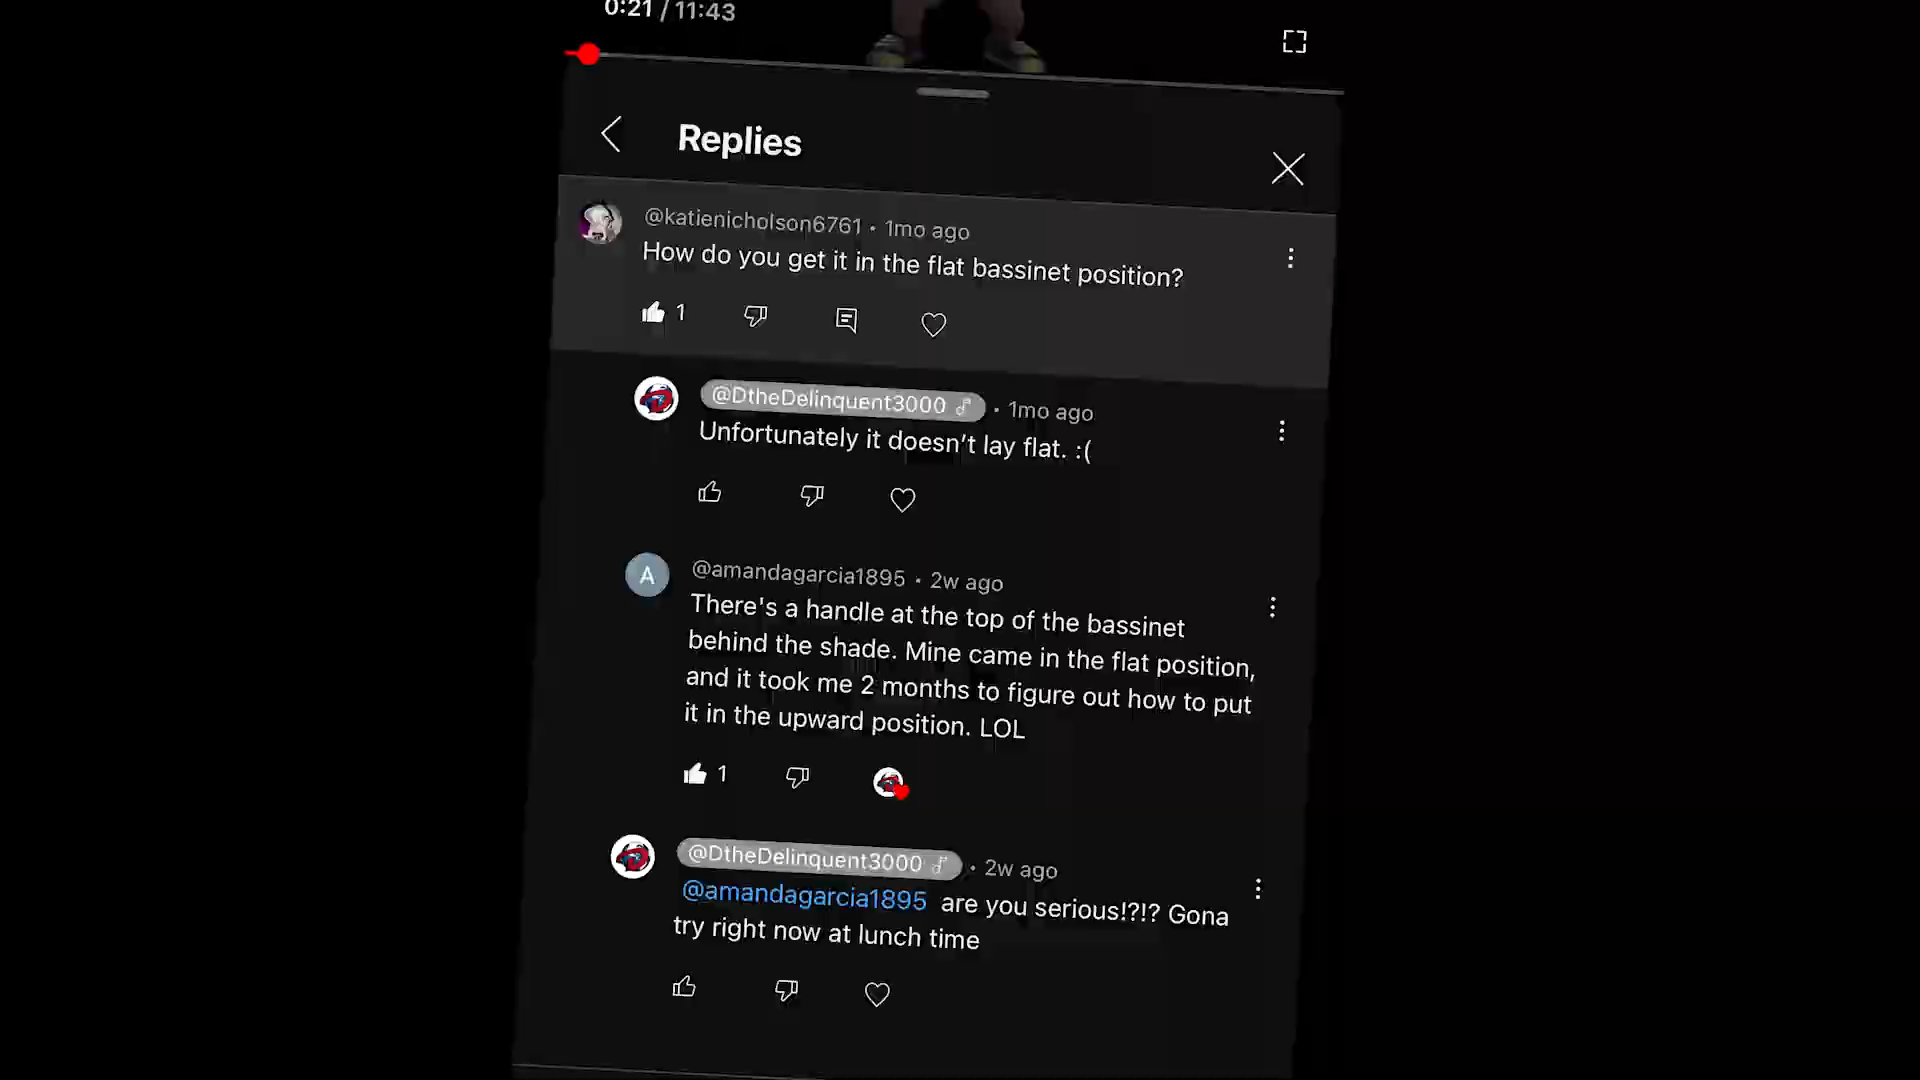 0:21 / 11:43
Replies
@katienicholson6761 • 1mo ago
How do you get it in the flat bassinet position?
1
@DtheDelinquent3000 • 1mo ago
Unfortunately it doesn't lay flat. :(
A
@amandagarcia1895 • 2w ago
There's a handle at the top of the bassinet
behind the shade. Mine came in the flat position,
and it took me 2 months to figure out how to put
it in the upward position. LOL
1
@DtheDelinquent3000 • 2w ago
@amandagarcia1895 are you serious!?!? Gona
try right now at lunch time